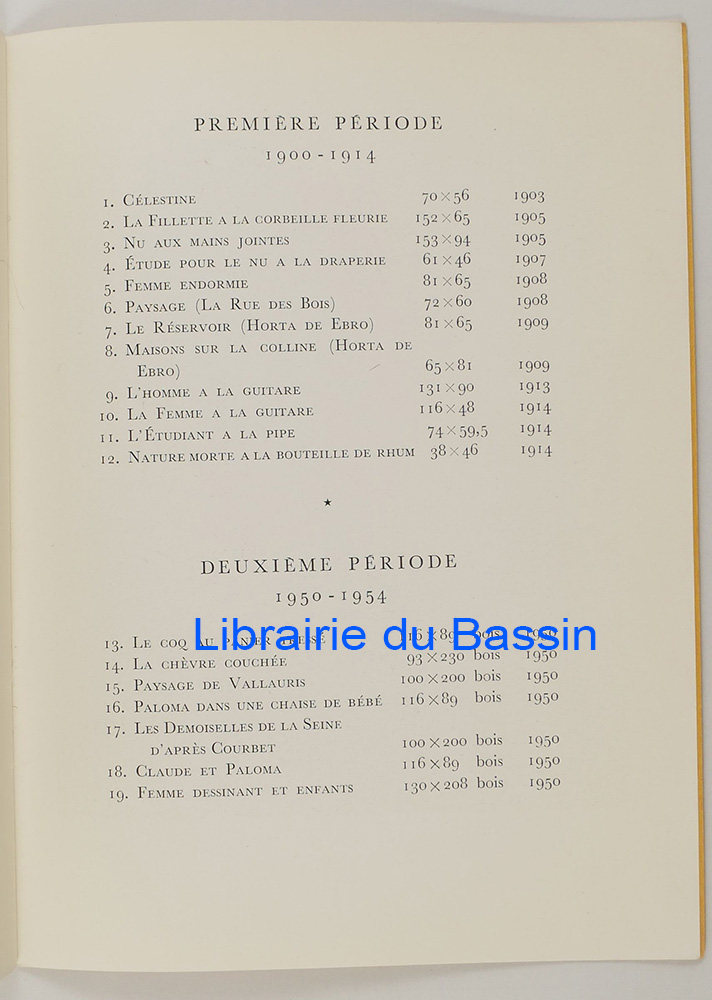 PREMIÈRE PÉRIODE
1900 - 1914
1. CÉLESTINE 70 × 56 1903
2. LA FILLETTE A LA CORBEILLE FLEURIE 152 × 65 1905
3. NU AUX MAINS JOINTES 153 × 94 1905
4. ÉTUDE POUR LE NU A LA DRAPERIE 61 × 46 1907
5. FEMME ENDORMIE 81 × 65 1908
6. PAYSAGE (LA RUE DES BOIS) 72 × 60 1908
7. LE RÉSERVOIR (HORTA DE EBRO) 81 × 65 1909
8. MAISONS SUR LA COLLINE (HORTA DE
EBRO) 65 × 81 1909
9. L'HOMME A LA GUITARE 131 × 90 1913
10. LA FEMME A LA GUITARE 116 × 48 1914
11. L'ÉTUDIANT A LA PIPE 74 × 59,5 1914
12. NATURE MORTE A LA BOUTEILLE DE RHUM 38 × 46 1914
★
DEUXIÈME PÉRIODE
1950 - 1954
Librairie du Bassin
13. LE COQ AU PANIER TRESSÉ 116 × 89 bois 1950
14. LA CHÈVRE COUCHÉE 93 × 230 bois 1950
15. PAYSAGE DE VALLAURIS 100 × 200 bois 1950
16. PALOMA DANS UNE CHAISE DE BÉBÉ 116 × 89 bois 1950
17. LES DEMOISELLES DE LA SEINE
D'APRÈS COURBET 100 × 200 bois 1950
18. CLAUDE ET PALOMA 116 × 89 bois 1950
19. FEMME DESSINANT ET ENFANTS 130 × 208 bois 1950